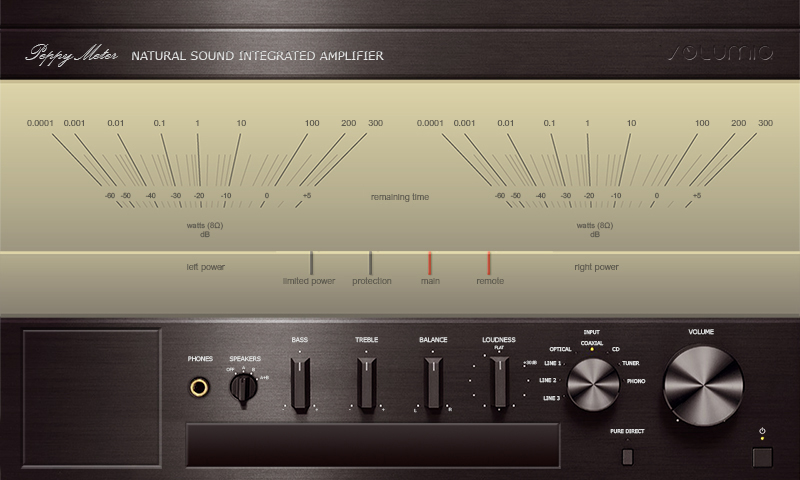 Peppy Meter NATURAL SOUND INTEGRATED AMPLIFIER VOLUMIO
0.0001 0.001 0.01 0.1 1 10 100 200 300 0.0001 0.001 0.01 0.1 1 10 100 200 300
-60 -50 -40 -30 -20 -10 0 +5 remaining time -60 -50 -40 -30 -20 -10 0 +5
watts (8Ω) watts (8Ω)
dB dB
left power right power
limited power protection main remote
INPUT VOLUME
BASS TREBLE BALANCE LOUDNESS COAXIAL
FLAT OPTICAL CD
PHONES SPEAKERS +30dB LINE 1 TUNER
OFF A B A+B
LINE 2 PHONO
LINE 3
- + - + L R
PURE DIRECT